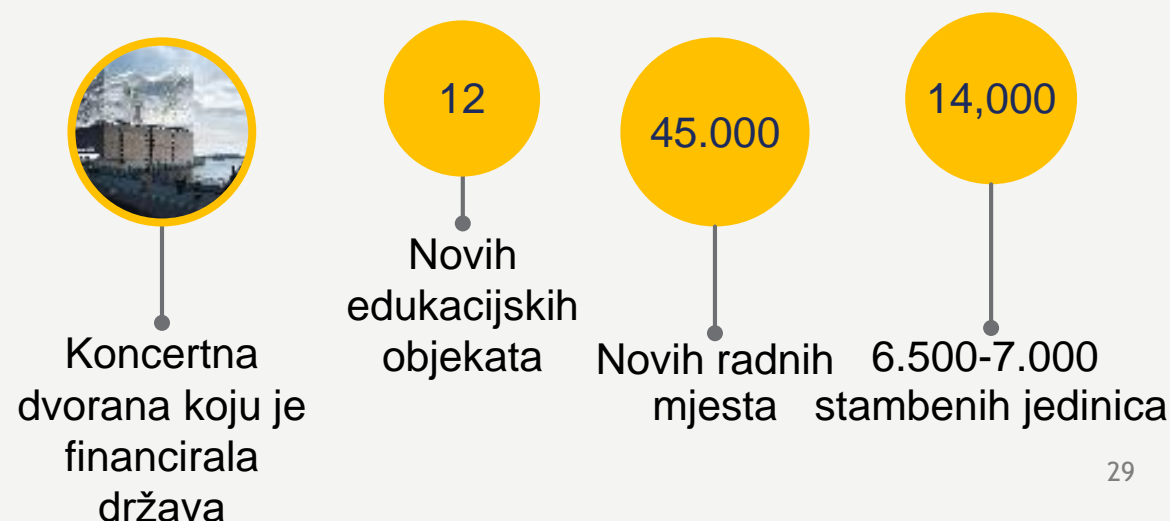 Koncertna
dvorana koju je
financirala
država
12
Novih
edukacijskih
objekata
45.000
Novih radnih
mjesta
14,000
6.500-7.000
stambenih jedinica
29